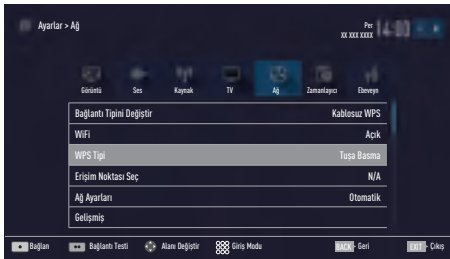 Ayarlar > Ağ
Per
XX XXX XXXX
14:00
Görüntü Ses Kaynak TV Ağ Zamanlayıcı Ebeveyn
Bağlantı Tipini Değiştir Kablosuz WPS
WiFi Açık
WPS Tipi Tuşa Basma
Erişim Noktası Seç N/A
Ağ Ayarları Otomatik
Gelişmiş
Bağlan Bağlantı Testi Alanı Değiştir Giriş Modu BACK - Geri EXIT - Çıkış